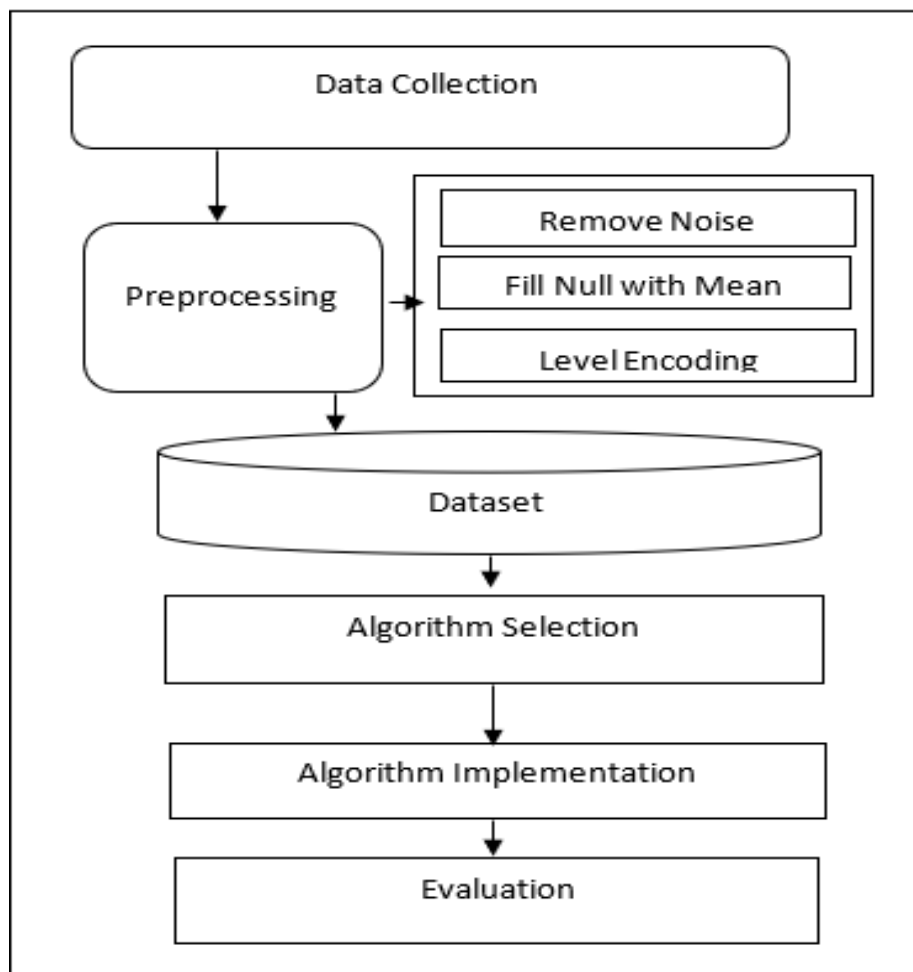 Data Collection
Remove Noise
Preprocessing
Fill Null with Mean
Level Encoding
Dataset
Algorithm Selection
Algorithm Implementation
Evaluation